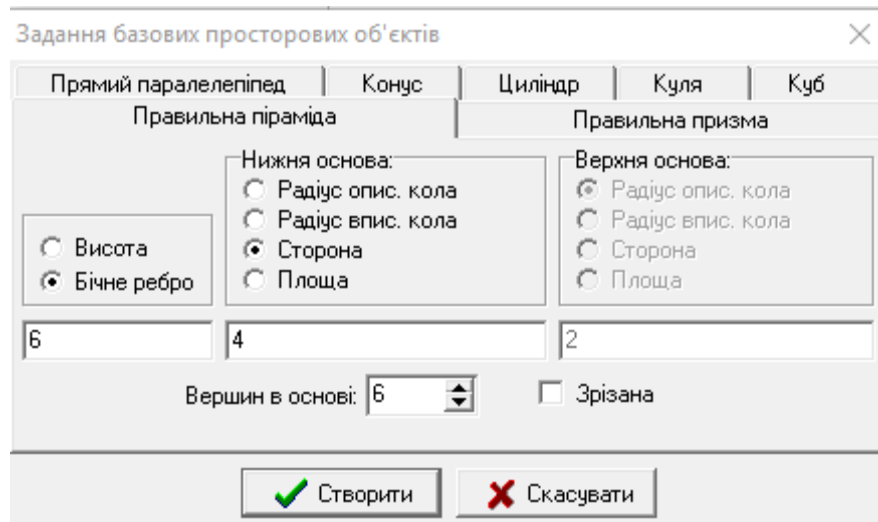 Задання базових просторових об'єктів
Прямий паралелепіпед Конус Циліндр Куля Куб
Правильна піраміда Правильна призма
Висота
Бічне ребро
6
Нижня основа:
Радіус опис. кола
Радіус впис. кола
Сторона
Площа
4
Верхня основа:
Радіус опис. кола
Радіус впис. кола
Сторона
Площа
2
Вершин в основі: 6 Зрізана
Створити Скасувати